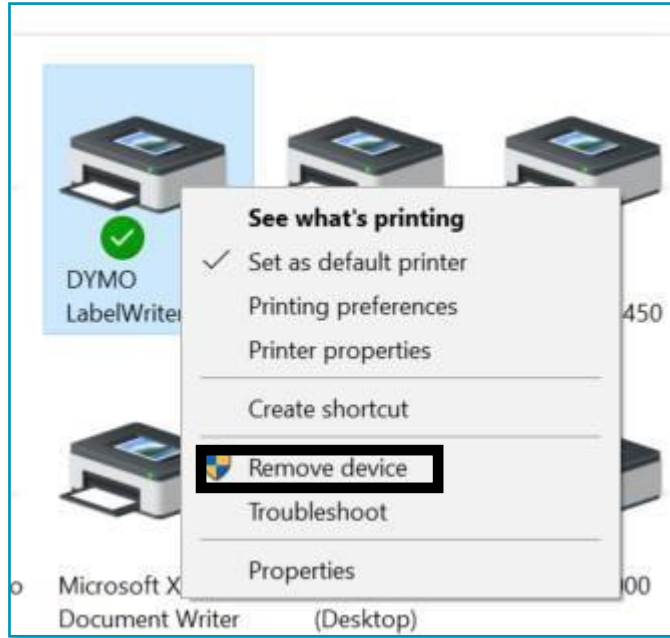 See what's printing
Set as default printer
Printing preferences
Printer properties
Create shortcut
Remove device
Troubleshoot
Properties
DYMO
LabelWriter
450
o
Microsoft X
Document Writer
(Desktop)
00